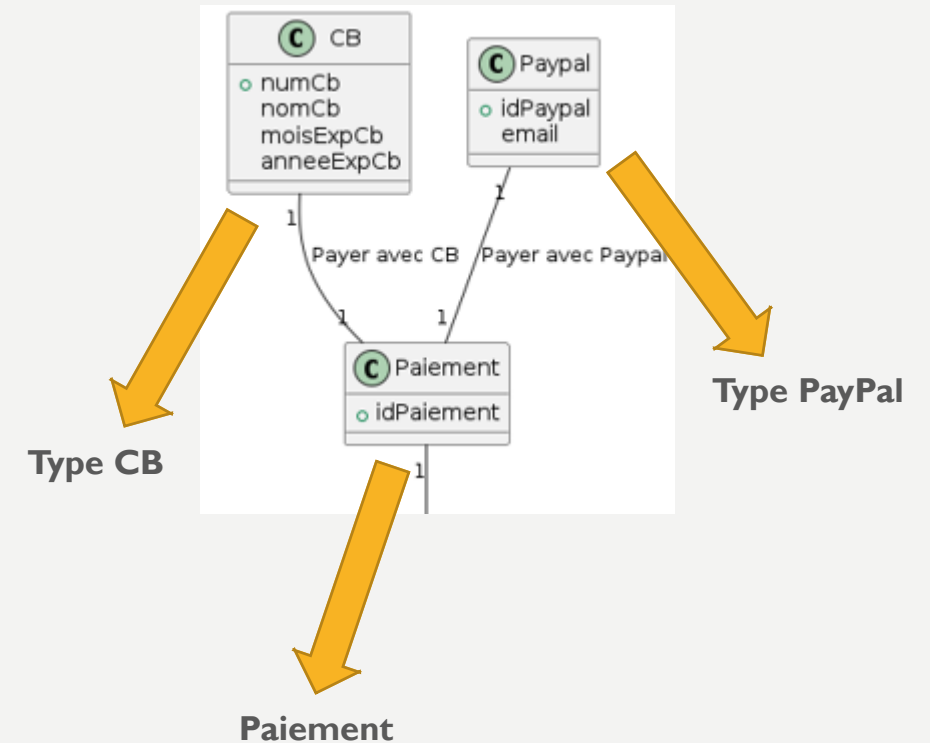 C CB
numCb
nomCb
moisExpCb
anneeExpCb
C Paypal
idPaypal
email
1
1
Payer avec CB
Payer avec Paypal
1
1
C Paiement
idPaiement
1
Type PayPal
Type CB
Paiement